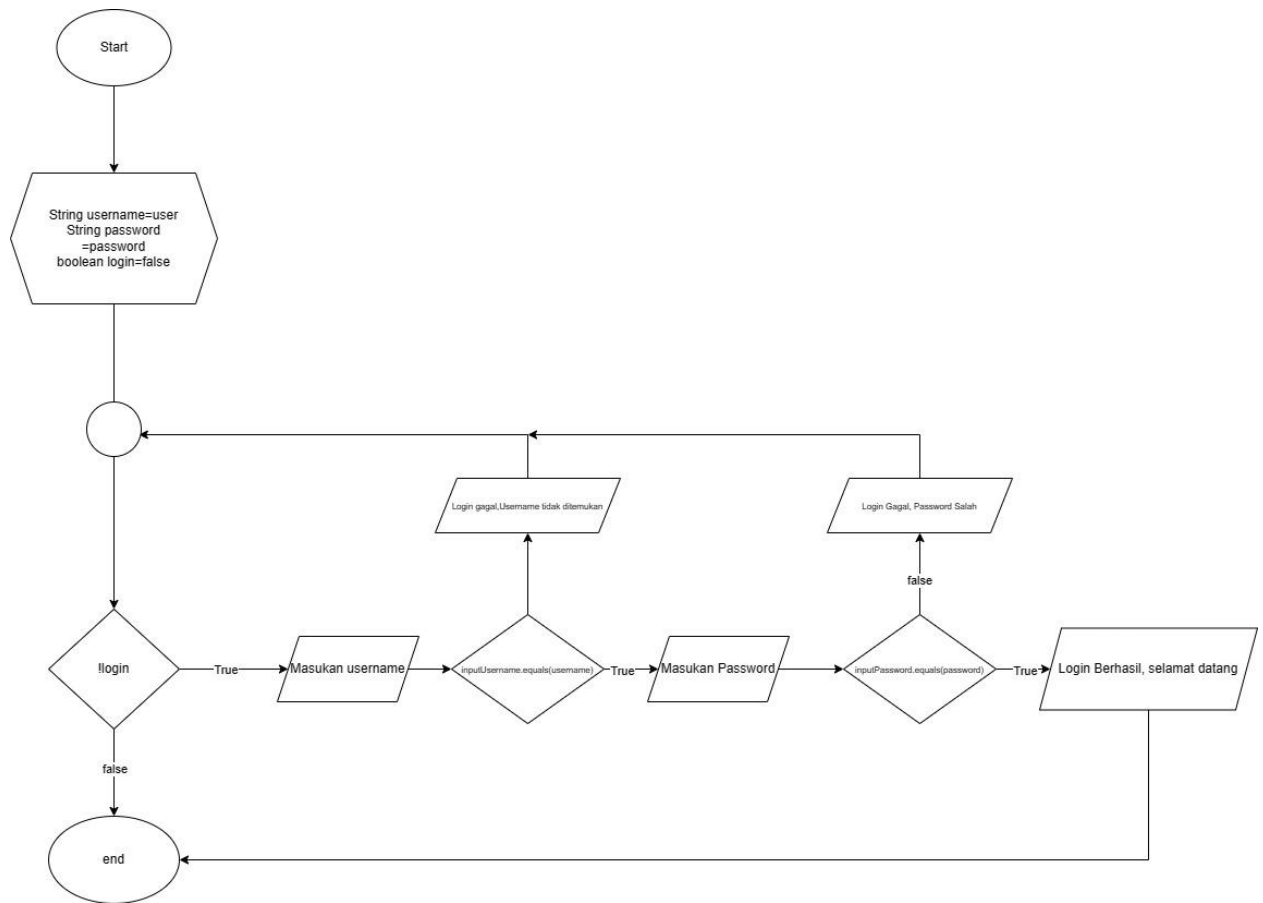 Start
String username=user
String password
=password
boolean login=false
Login gagal,Username tidak ditemukan
Login Gagal, Password Salah
false
!login
True
Masukan username
inputUsername.equals(username)
True
Masukan Password
inputPassword.equals(password)
True
Login Berhasil, selamat datang
false
end